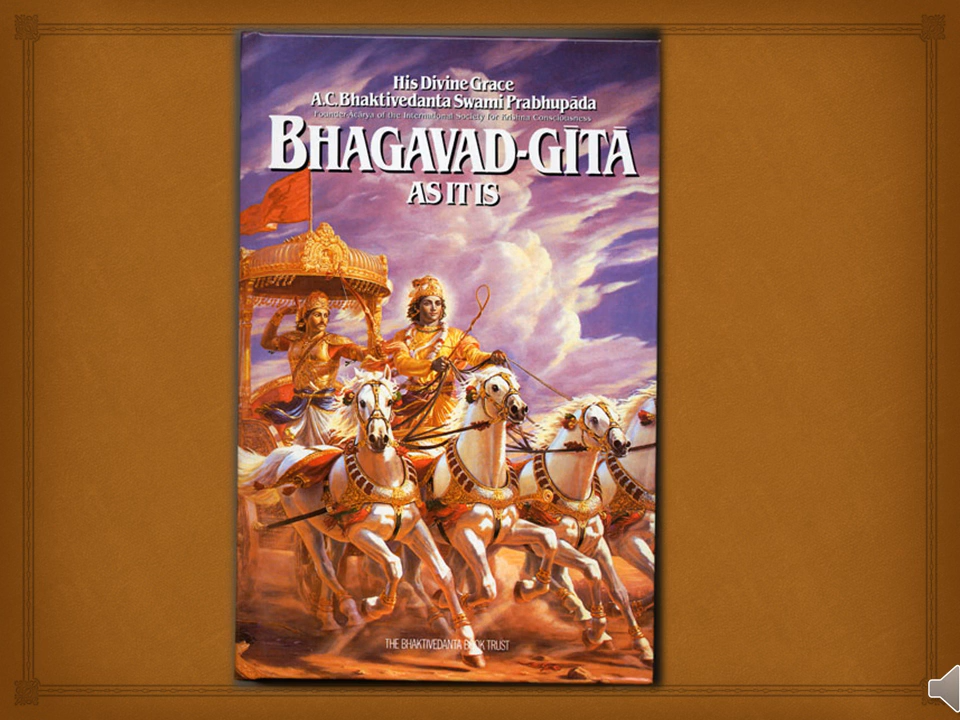 His Divine Grace
A.C. Bhaktivedanta Swami Prabhupāda
Founder-Ācārya of the International Society for Krishna Consciousness
BHAGAVAD-GĪTĀ
AS IT IS
THE BHAKTIVEDANTA BOOK TRUST